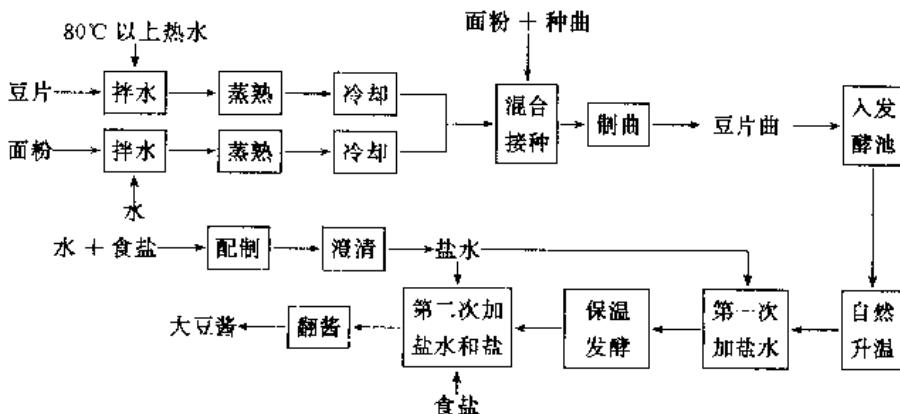 80℃以上热水
面粉＋种曲
豆片
拌水
蒸熟
冷却
混合
接种
制曲
豆片曲
入发
酵池
面粉
拌水
蒸熟
冷却
水
水＋食盐
配制
澄清
盐水
大豆酱
翻酱
第二次加
盐水和盐
保温
发酵
第一次
加盐水
自然
升温
食盐